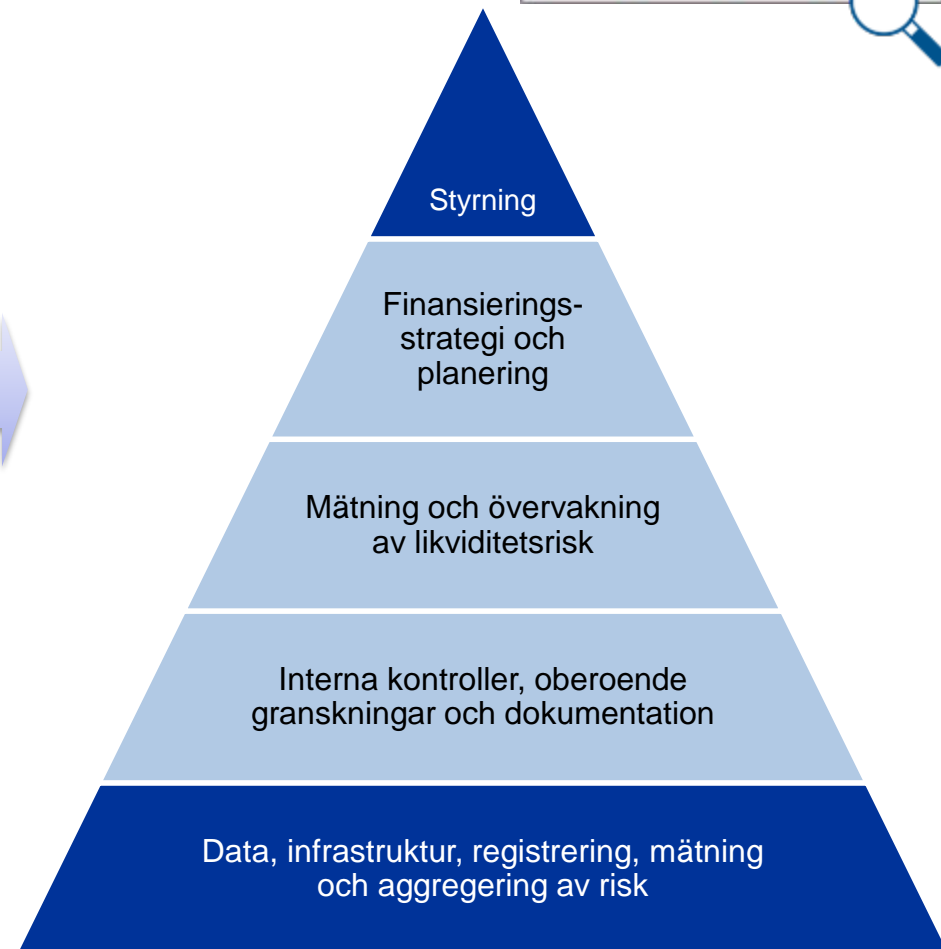 Styrning
Finansierings-
strategi och
planering
Mätning och övervakning
av likviditetsrisk
Interna kontroller, oberoende
granskningar och dokumentation
Data, infrastruktur, registrering, mätning
och aggregering av risk